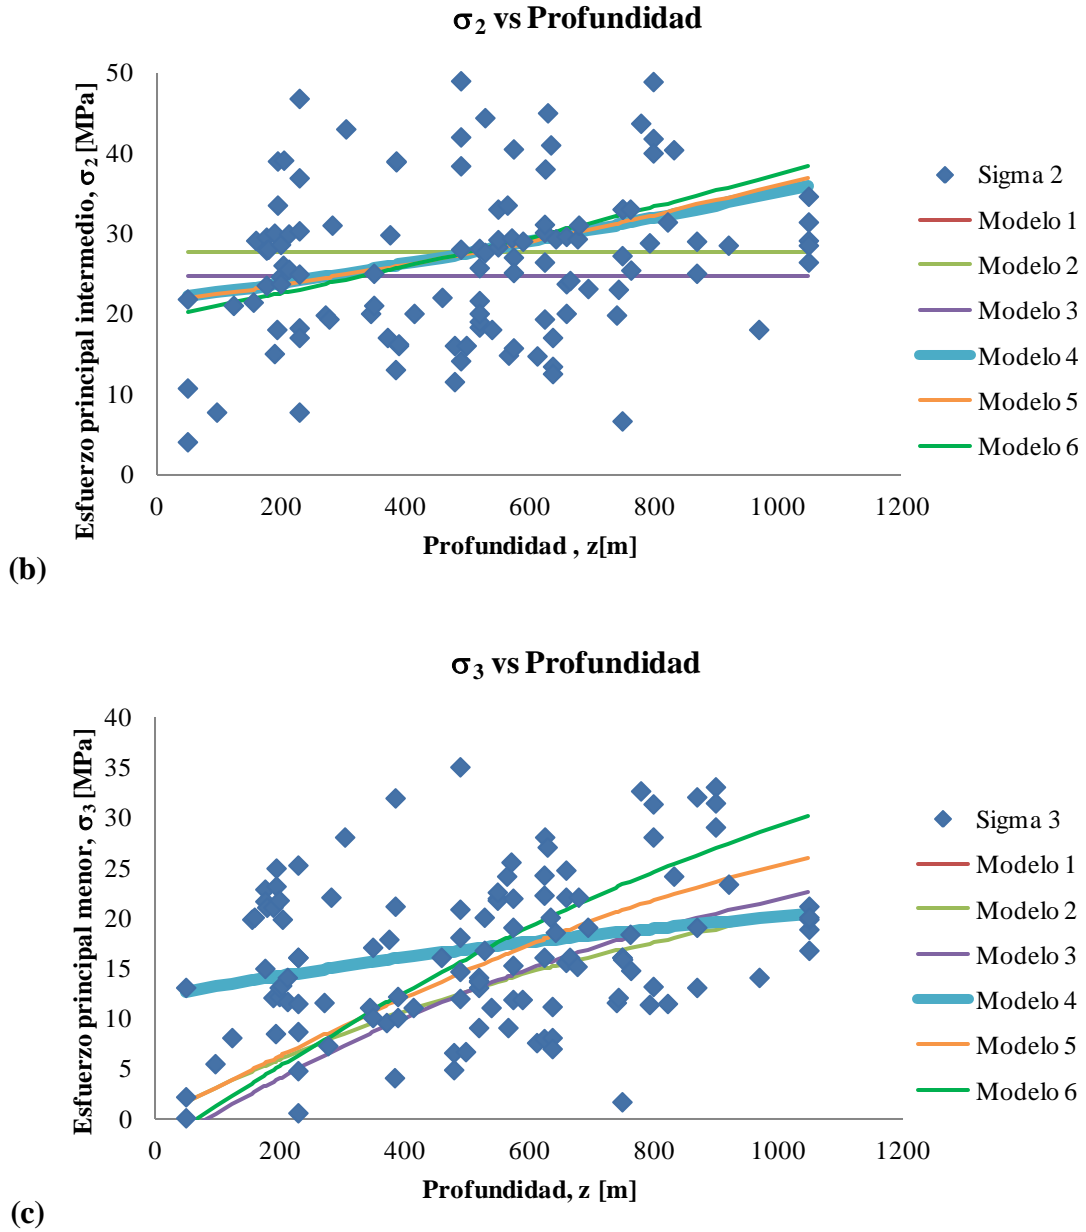 σ2 vs Profundidad
Esfuerzo principal intermedio, σ2 [MPa]
50
40
30
20
10
0
0 200 400 600 800 1000 1200
Profundidad , z[m]
Sigma 2
Modelo 1
Modelo 2
Modelo 3
Modelo 4
Modelo 5
Modelo 6
(b)
σ3 vs Profundidad
Esfuerzo principal menor, σ3 [MPa]
40
35
30
25
20
15
10
5
0
0 200 400 600 800 1000 1200
Profundidad, z [m]
Sigma 3
Modelo 1
Modelo 2
Modelo 3
Modelo 4
Modelo 5
Modelo 6
(c)